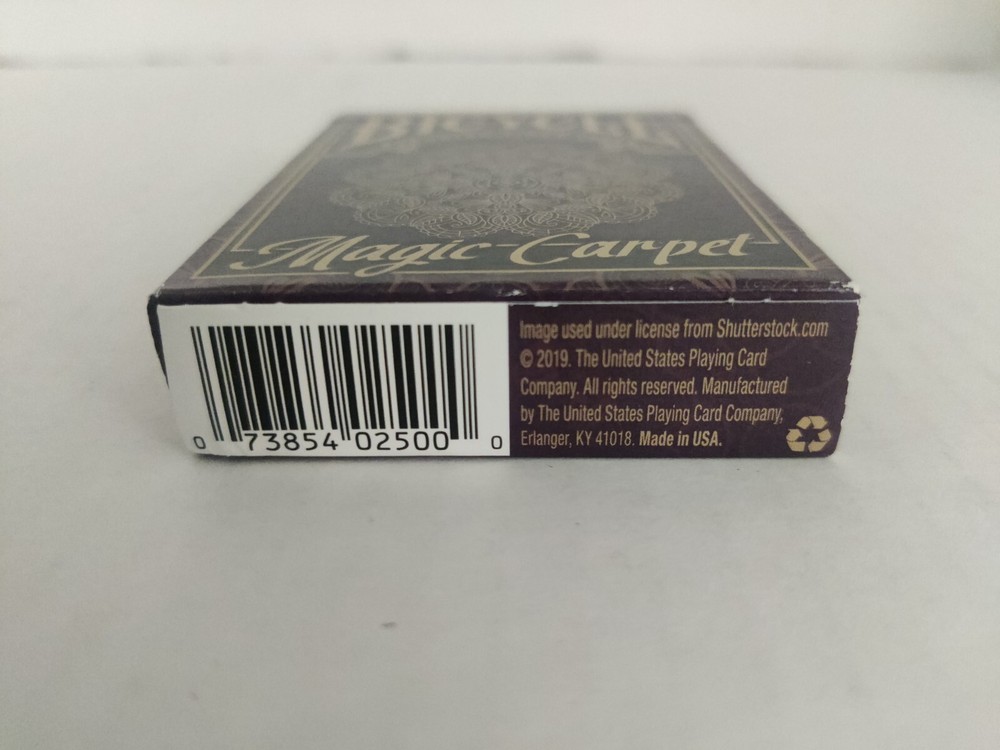 BICYCLE
Magic Carpet
0 73854 02500 0
Image used under license from Shutterstock.com
© 2019. The United States Playing Card
Company. All rights reserved. Manufactured
by The United States Playing Card Company,
Erlanger, KY 41018. Made in USA.